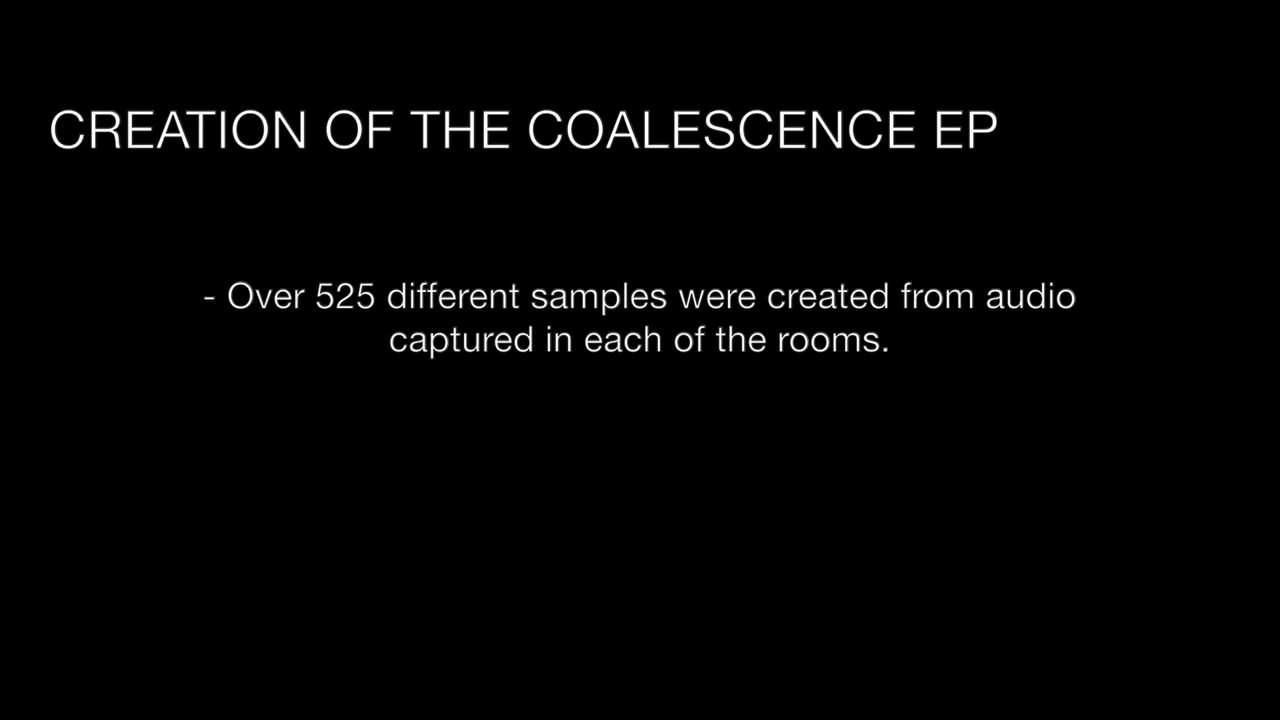 CREATION OF THE COALESCENCE EP
- Over 525 different samples were created from audio
captured in each of the rooms.